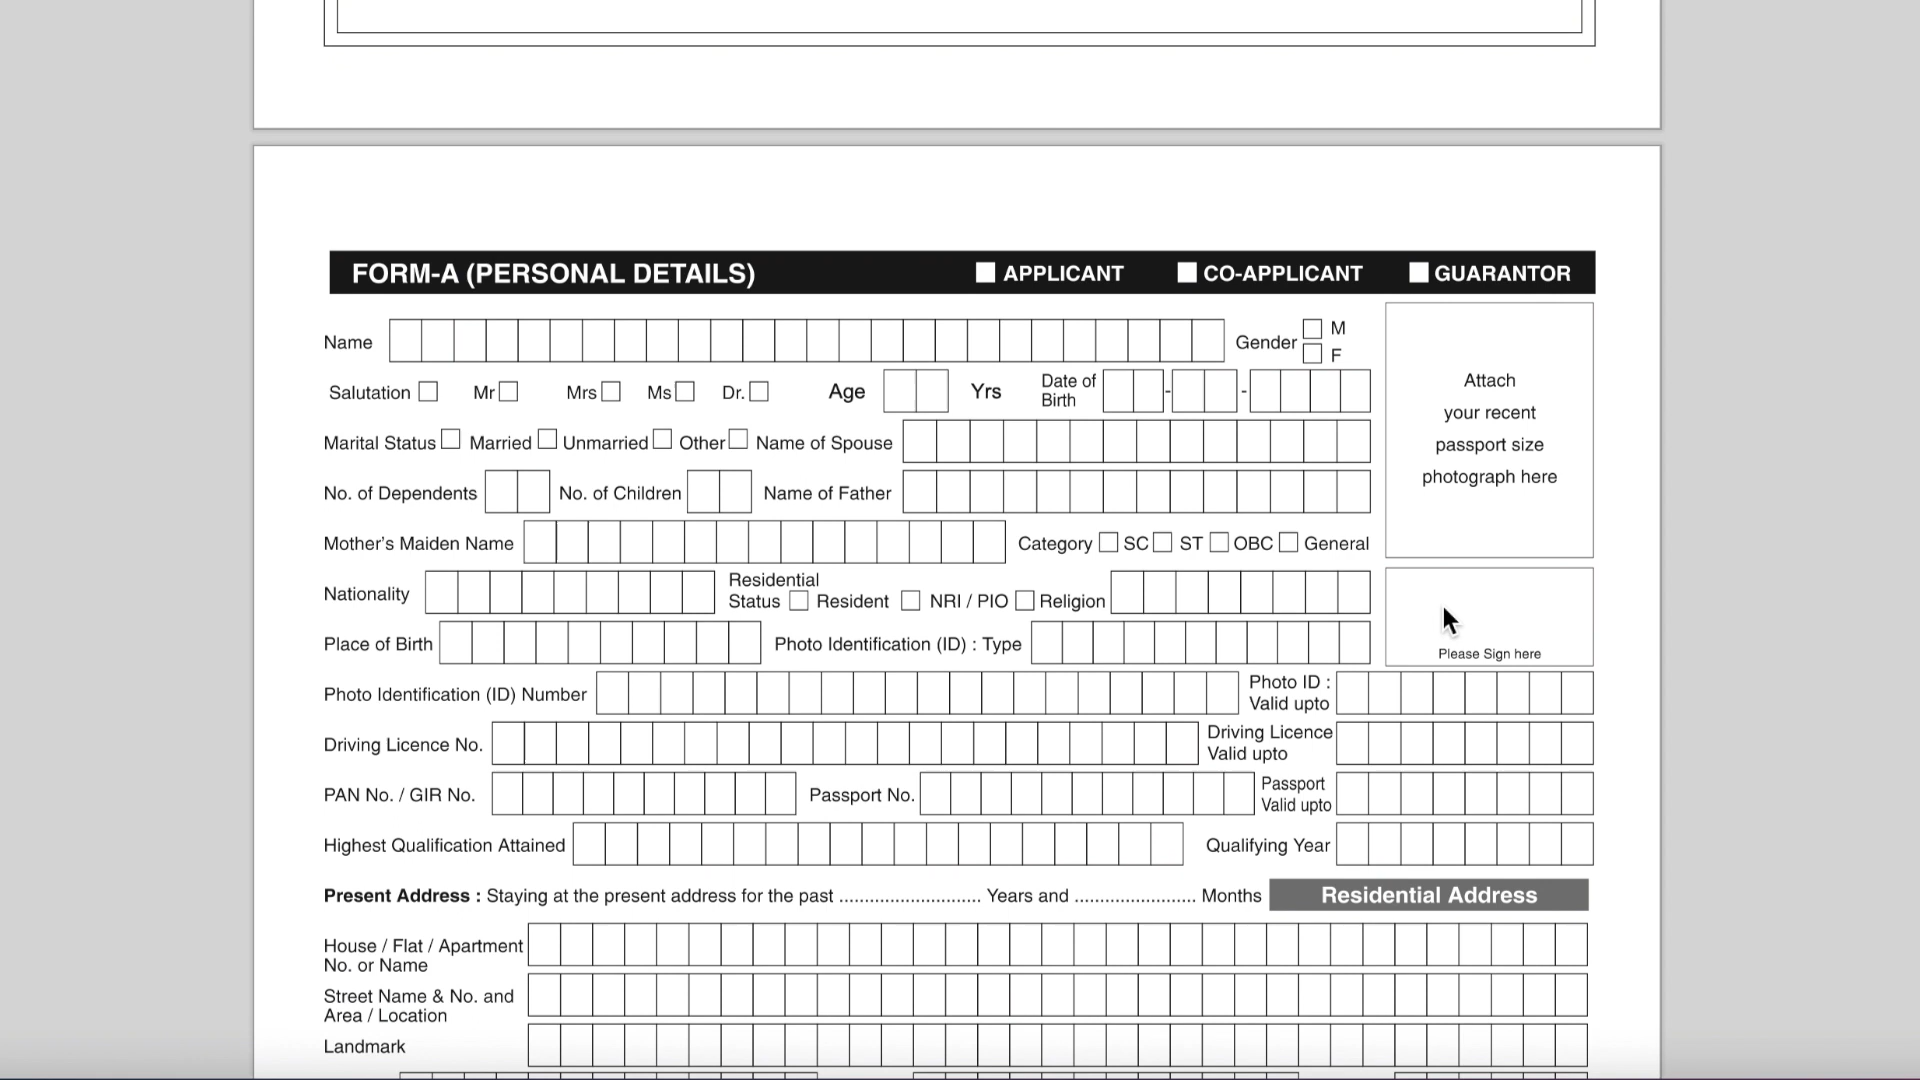 FORM-A (PERSONAL DETAILS) APPLICANT CO-APPLICANT GUARANTOR
Name Gender M
F
Salutation Mr Mrs Ms Dr. Age Yrs Date of Birth - -
Marital Status Married Unmarried Other Name of Spouse
No. of Dependents No. of Children Name of Father
Attach
your recent
passport size
photograph here
Mother's Maiden Name Category SC ST OBC General
Nationality Residential Status Resident NRI / PIO Religion
Place of Birth Photo Identification (ID) : Type
Please Sign here
Photo Identification (ID) Number Photo ID : Valid upto
Driving Licence No. Driving Licence Valid upto
PAN No. / GIR No. Passport No. Passport Valid upto
Highest Qualification Attained Qualifying Year
Present Address : Staying at the present address for the past ............................ Years and ........................ Months Residential Address
House / Flat / Apartment
No. or Name
Street Name & No. and
Area / Location
Landmark